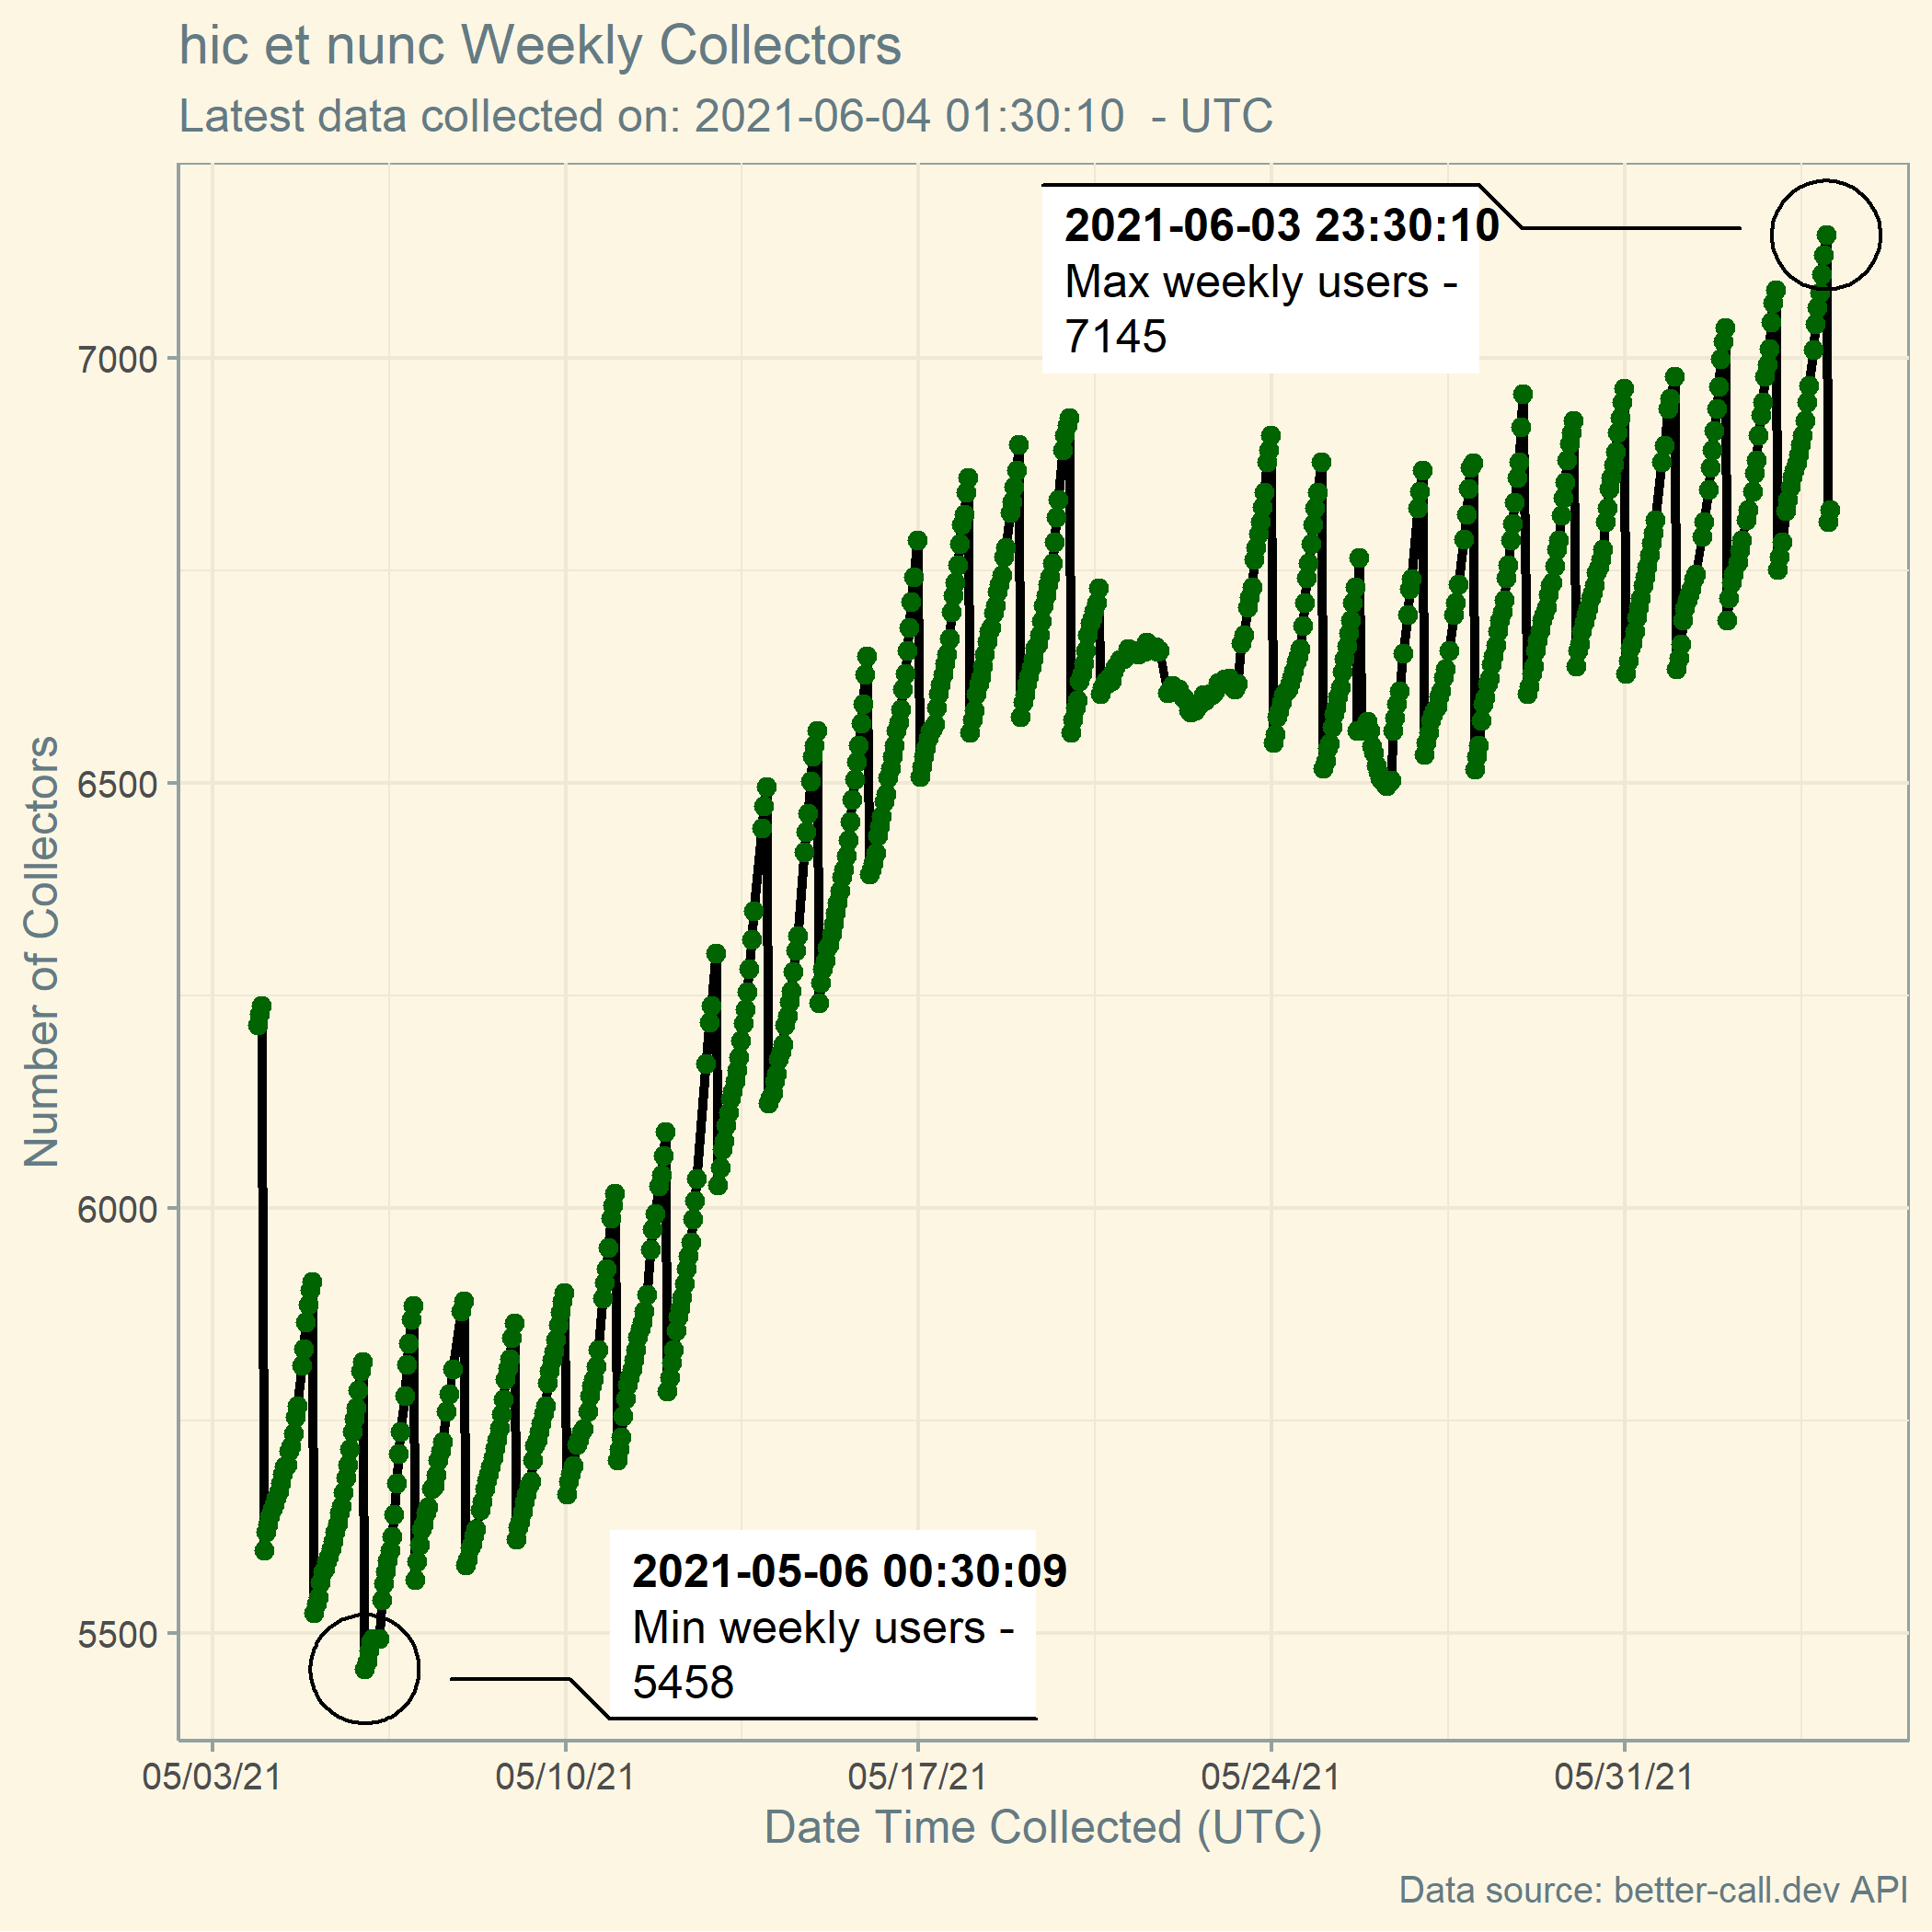 hic et nunc Weekly Collectors
Latest data collected on: 2021-06-04 01:30:10  - UTC
2021-06-03 23:30:10
Max weekly users -
7145
7000
6500
6000
5500
Number of Collectors
2021-05-06 00:30:09
Min weekly users -
5458
05/03/21
05/10/21
05/17/21
05/24/21
05/31/21
Date Time Collected (UTC)
Data source: better-call.dev API